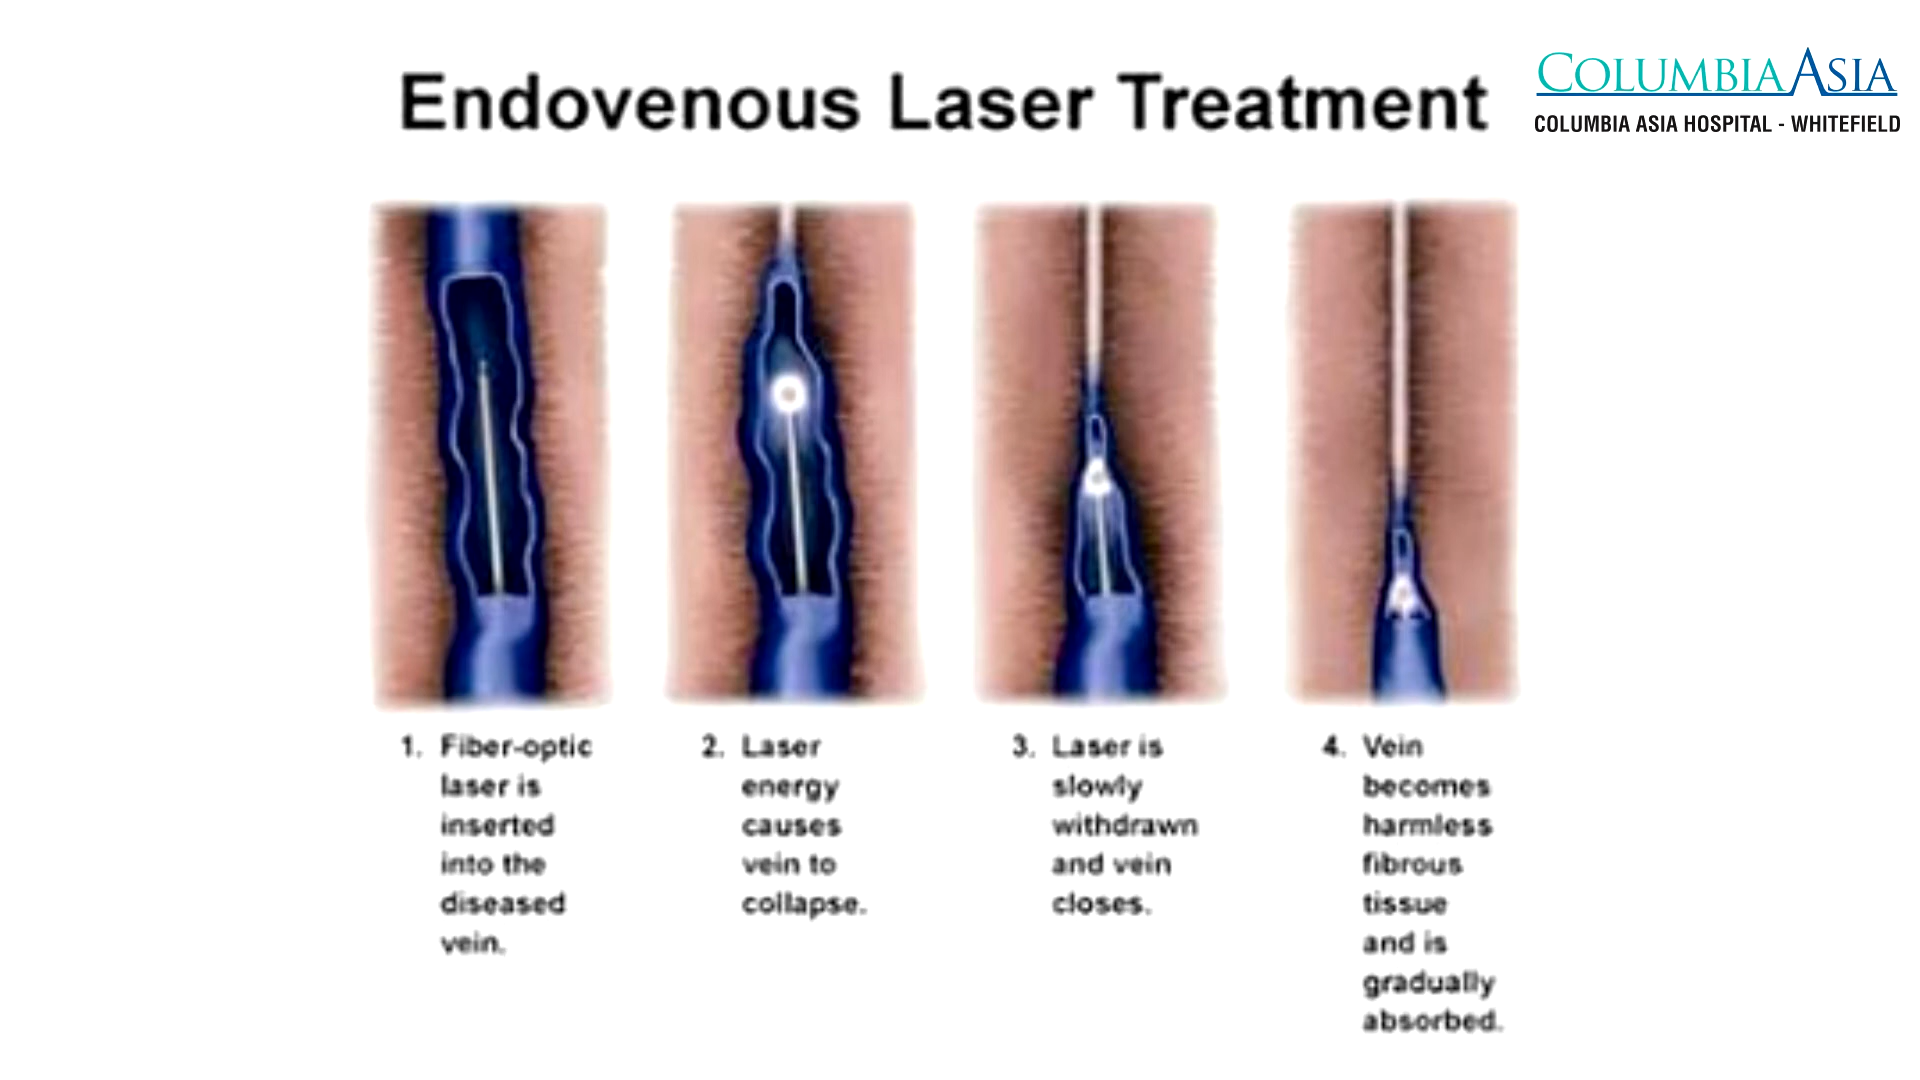 Endovenous Laser Treatment
COLUMBIA ASIA
COLUMBIA ASIA HOSPITAL - WHITEFIELD
1. Fiber-optic
laser is
inserted
into the
diseased
vein.
2. Laser
energy
causes
vein to
collapse.
3. Laser is
slowly
withdrawn
and vein
closes.
4. Vein
becomes
harmless
fibrous
tissue
and is
gradually
absorbed.